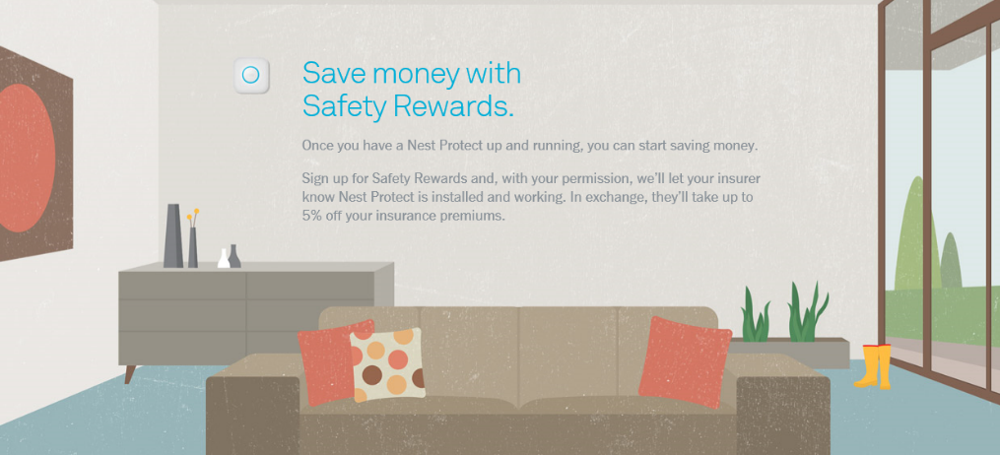 Save money with
Safety Rewards.
Once you have a Nest Protect up and running, you can start saving money.
Sign up for Safety Rewards and, with your permission, we'll let your insurer
know Nest Protect is installed and working. In exchange, they'll take up to
5% off your insurance premiums.